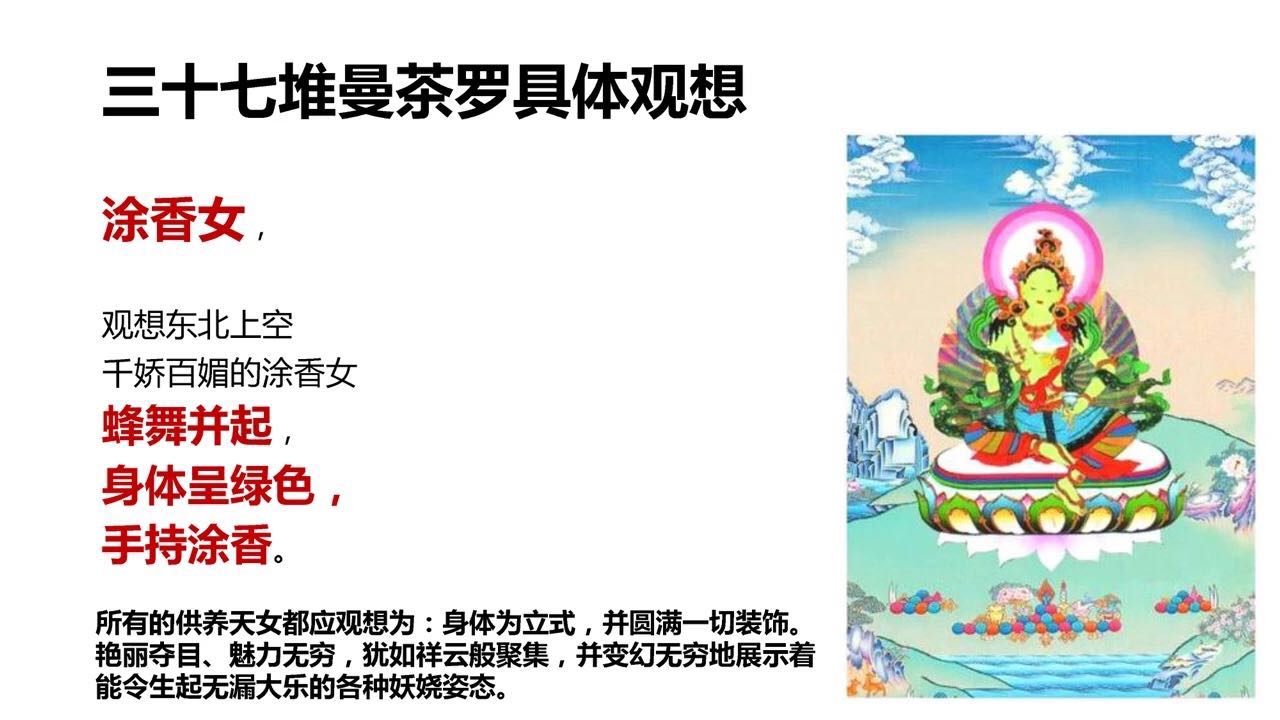 三十七堆曼茶罗具体观想
涂香女，
观想东北上空
千娇百媚的涂香女
蜂舞并起，
身体呈绿色，
手持涂香。
所有的供养天女都应观想为：身体为立式，并圆满一切装饰。
艳丽夺目、魅力无穷，犹如祥云般聚集，并变幻无穷地展示着
能令生起无漏大乐的各种妖娆姿态。